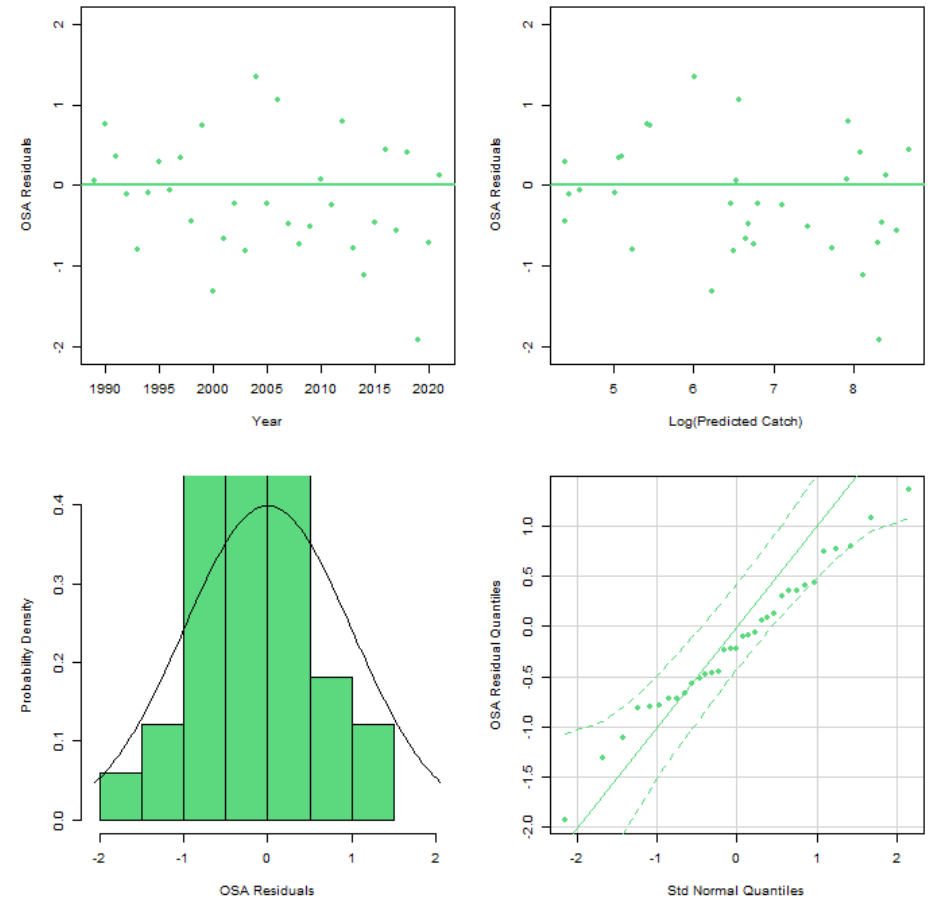 2
1
0
-1
-2
OSA Residuals
1990 1995 2000 2005 2010 2015 2020
Year
2
1
0
-1
-2
OSA Residuals
5 6 7 8
Log(Predicted Catch)
0.4
0.3
0.2
0.1
0.0
Probability Density
-2 -1 0 1 2
OSA Residuals
1.0
0.5
0.0
-0.5
-1.0
-1.5
-2.0
OSA Residual Quantiles
-2 -1 0 1 2
Std Normal Quantiles